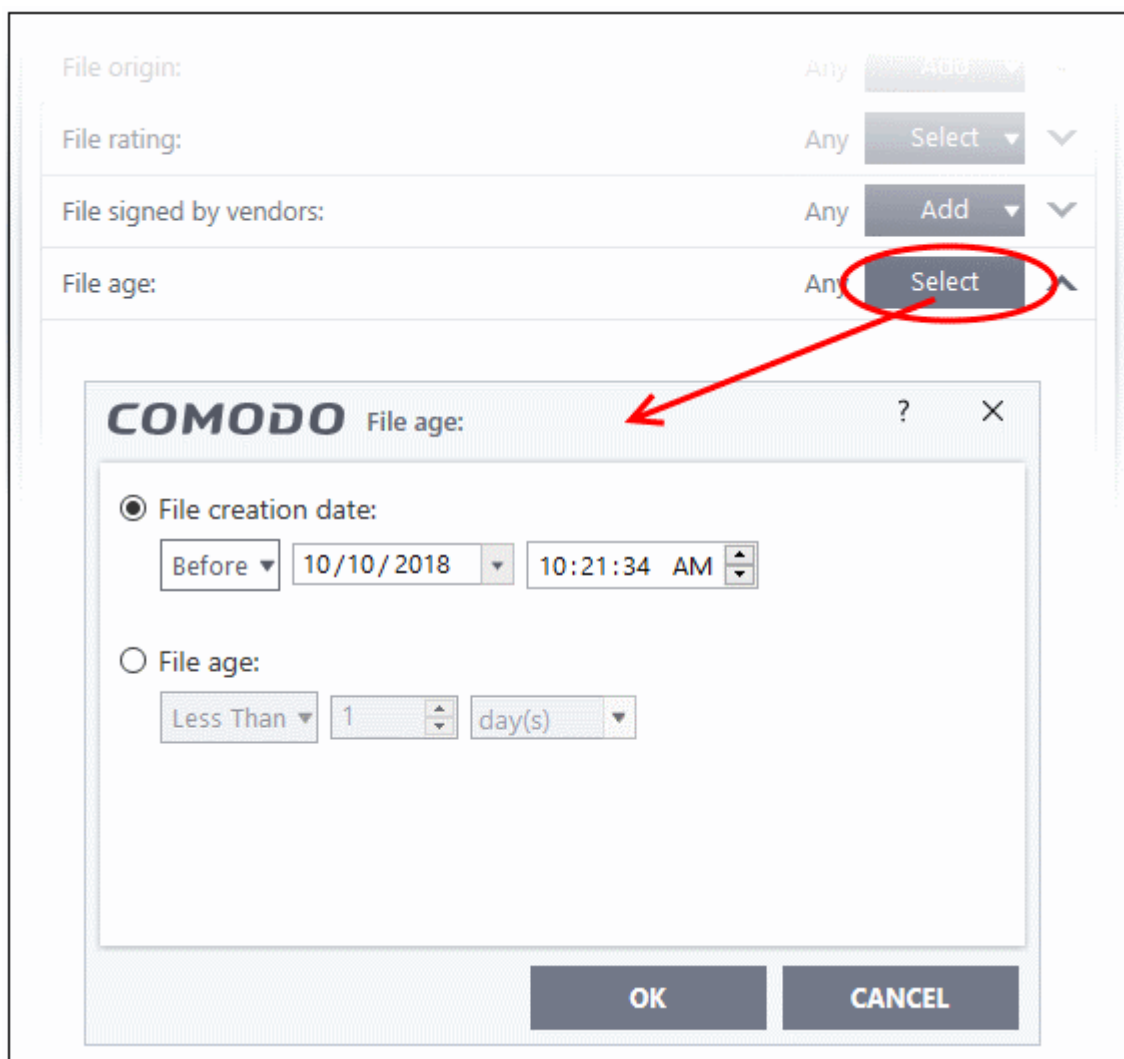 File origin: Any Add
File rating: Any Select
File signed by vendors: Any Add
File age: Any Select
COMODO File age: ?
File creation date:
Before 10/10/2018 10:21:34 AM
File age:
Less Than 1 day(s)
OK CANCEL